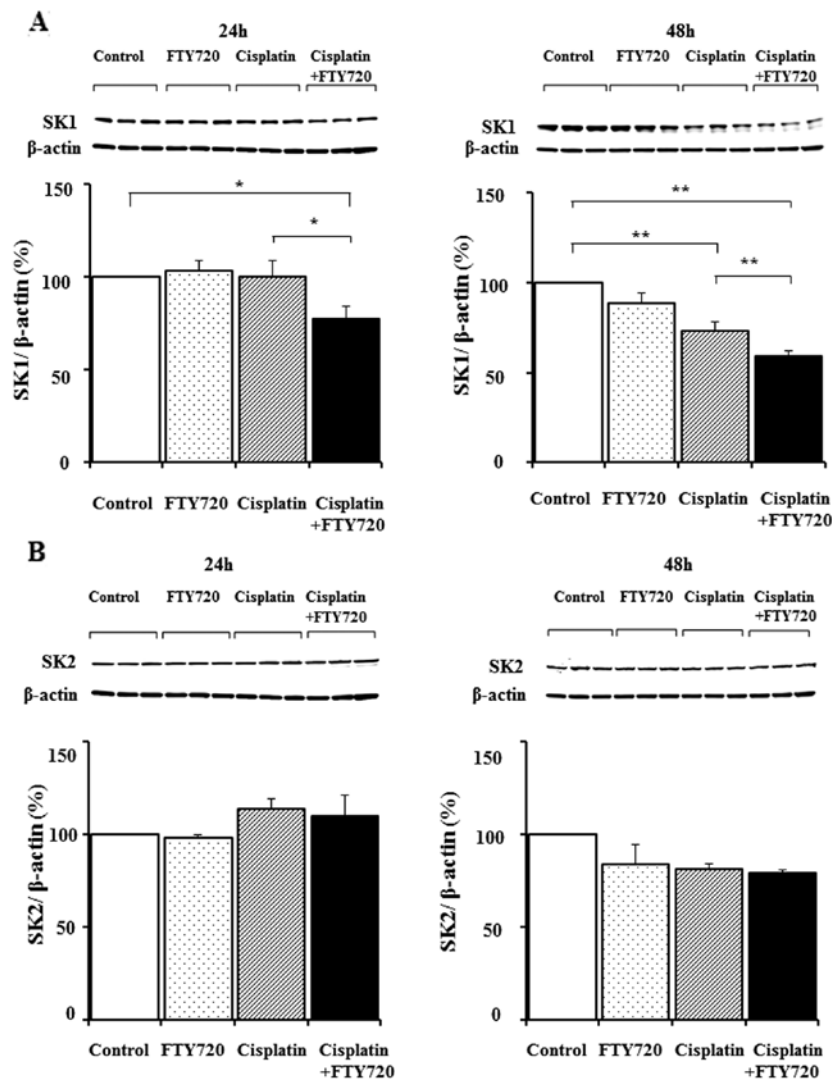 A
24h
Control FTY720 Cisplatin Cisplatin
+FTY720
SK1
β-actin
150
100
50
0
SK1/ β-actin (%)
*
*
Control FTY720 Cisplatin Cisplatin
+FTY720
48h
Control FTY720 Cisplatin Cisplatin
+FTY720
SK1
β-actin
150
100
50
0
SK1/ β-actin (%)
**
**
**
Control FTY720 Cisplatin Cisplatin
+FTY720
B
24h
Control FTY720 Cisplatin Cisplatin
+FTY720
SK2
β-actin
150
100
50
0
SK2/ β-actin (%)
Control FTY720 Cisplatin Cisplatin
+FTY720
48h
Control FTY720 Cisplatin Cisplatin
+FTY720
SK2
β-actin
150
100
50
0
SK2/ β-actin (%)
Control FTY720 Cisplatin Cisplatin
+FTY720